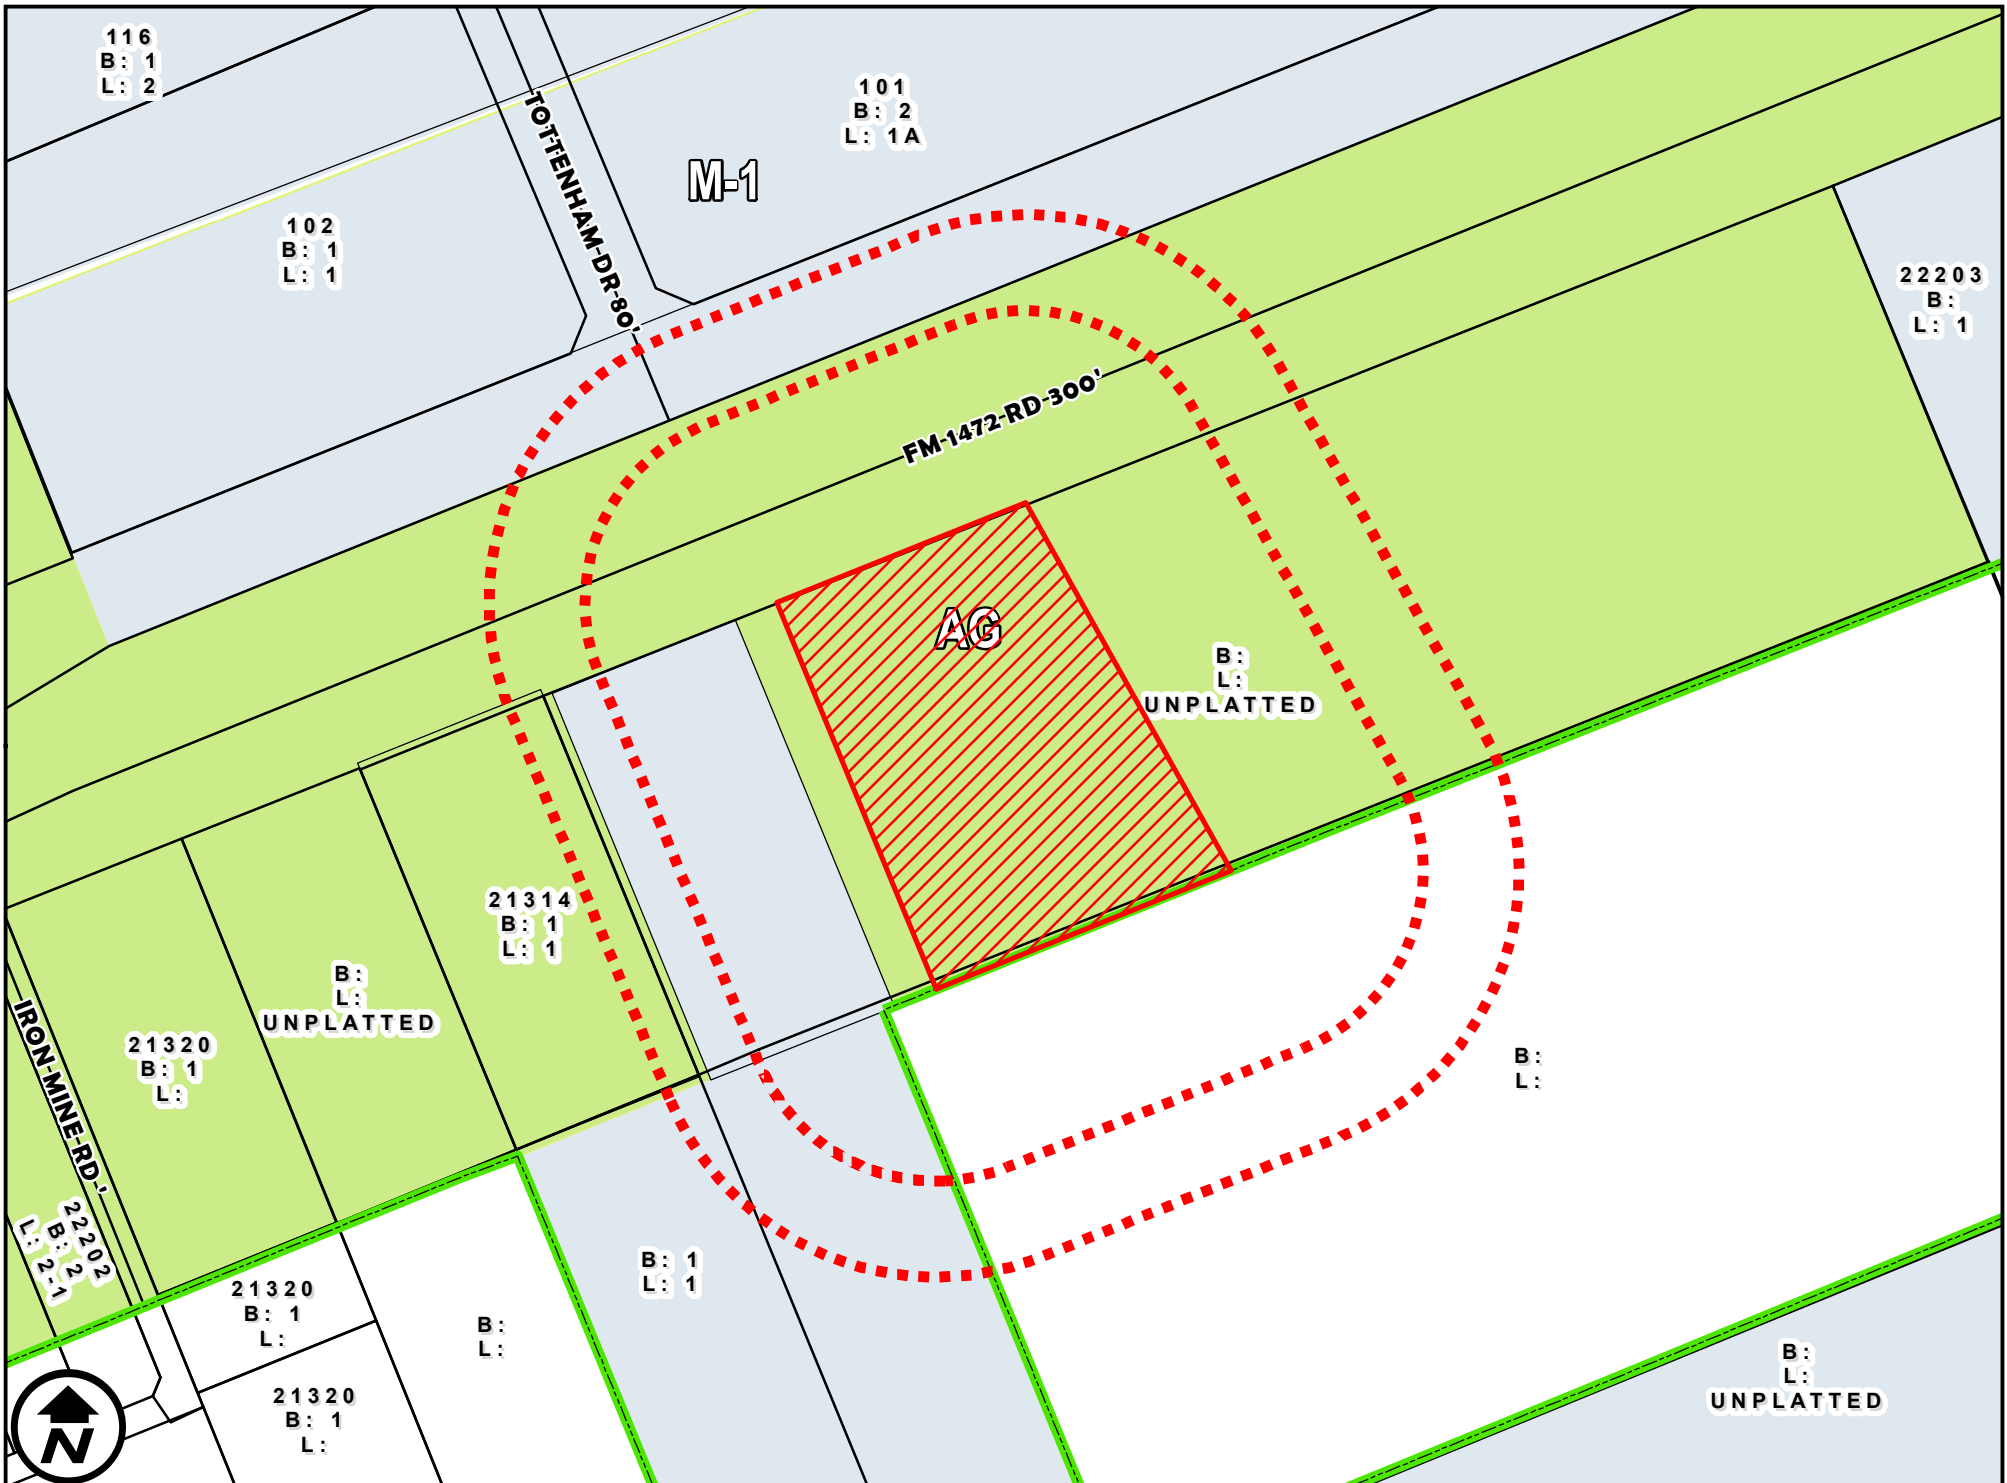 116
B: 1
L: 2
101
B: 2
L: 1A
TOTTENHAM-DR-80'
M-1
102
B: 1
L: 1
22203
B:
L: 1
FM-1472-RD-300'
AG
B:
L:
UNPLATTED
21314
B: 1
L: 1
B:
L:
UNPLATTED
21320
B: 1
L:
IRON-MINE-RD-'
B:
L:
22202
B: 2
L: 2-1
B: 1
L: 1
21320
B: 1
L:
B:
L:
B:
L:
UNPLATTED
21320
B: 1
L:
N